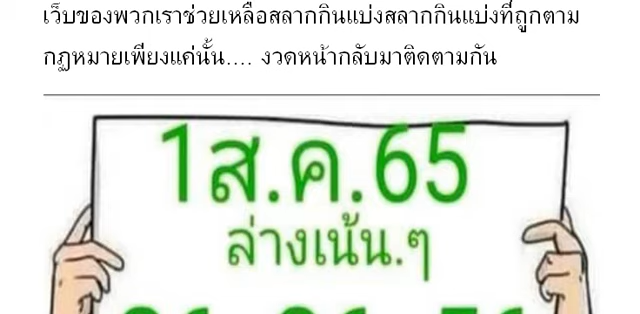 เว็บของพวกเราช่วยเหลือสลากกินแบ่งสลากกินแบ่งที่ถูกตาม
กฏหมายเพียงแค่นั้น.... งวดหน้ากลับมาติดตามกัน
1ส.ค.65
ล่างเน้น.ๆ